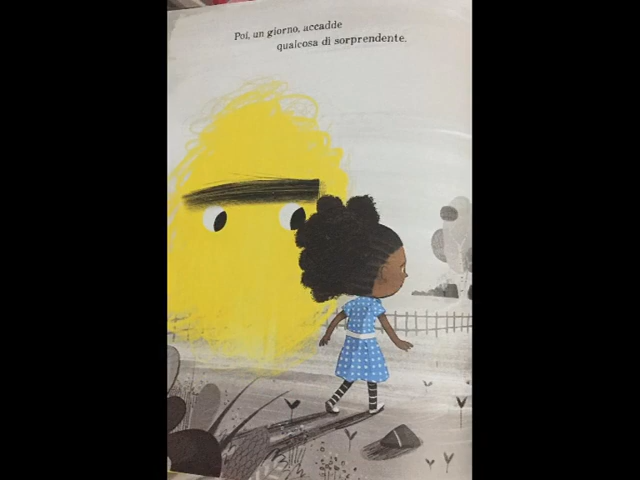 Poi, un giorno, accadde
qualcosa di sorprendente.